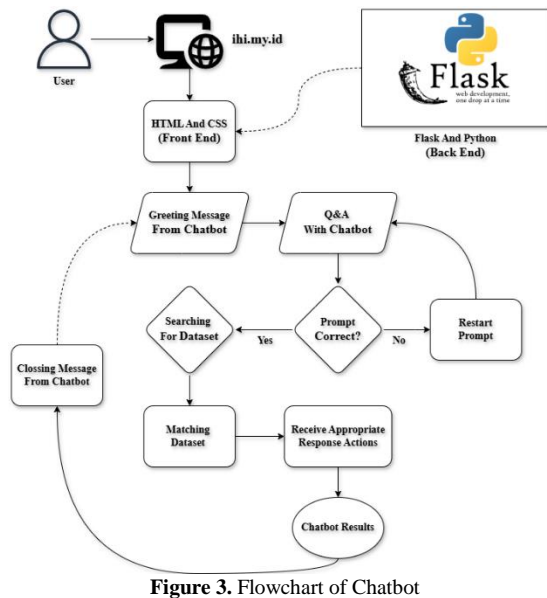 ihi.my.id
User
Flask
web development,
one drop at a time
HTML And CSS
(Front End)
Flask And Python
(Back End)
Greeting Message
From Chatbot
Q&A
With Chatbot
Searching
For Dataset
Yes
Prompt
Correct?
No
Restart
Prompt
Clossing Message
From Chatbot
Matching
Dataset
Receive Appropriate
Response Actions
Chatbot Results
Figure 3. Flowchart of Chatbot